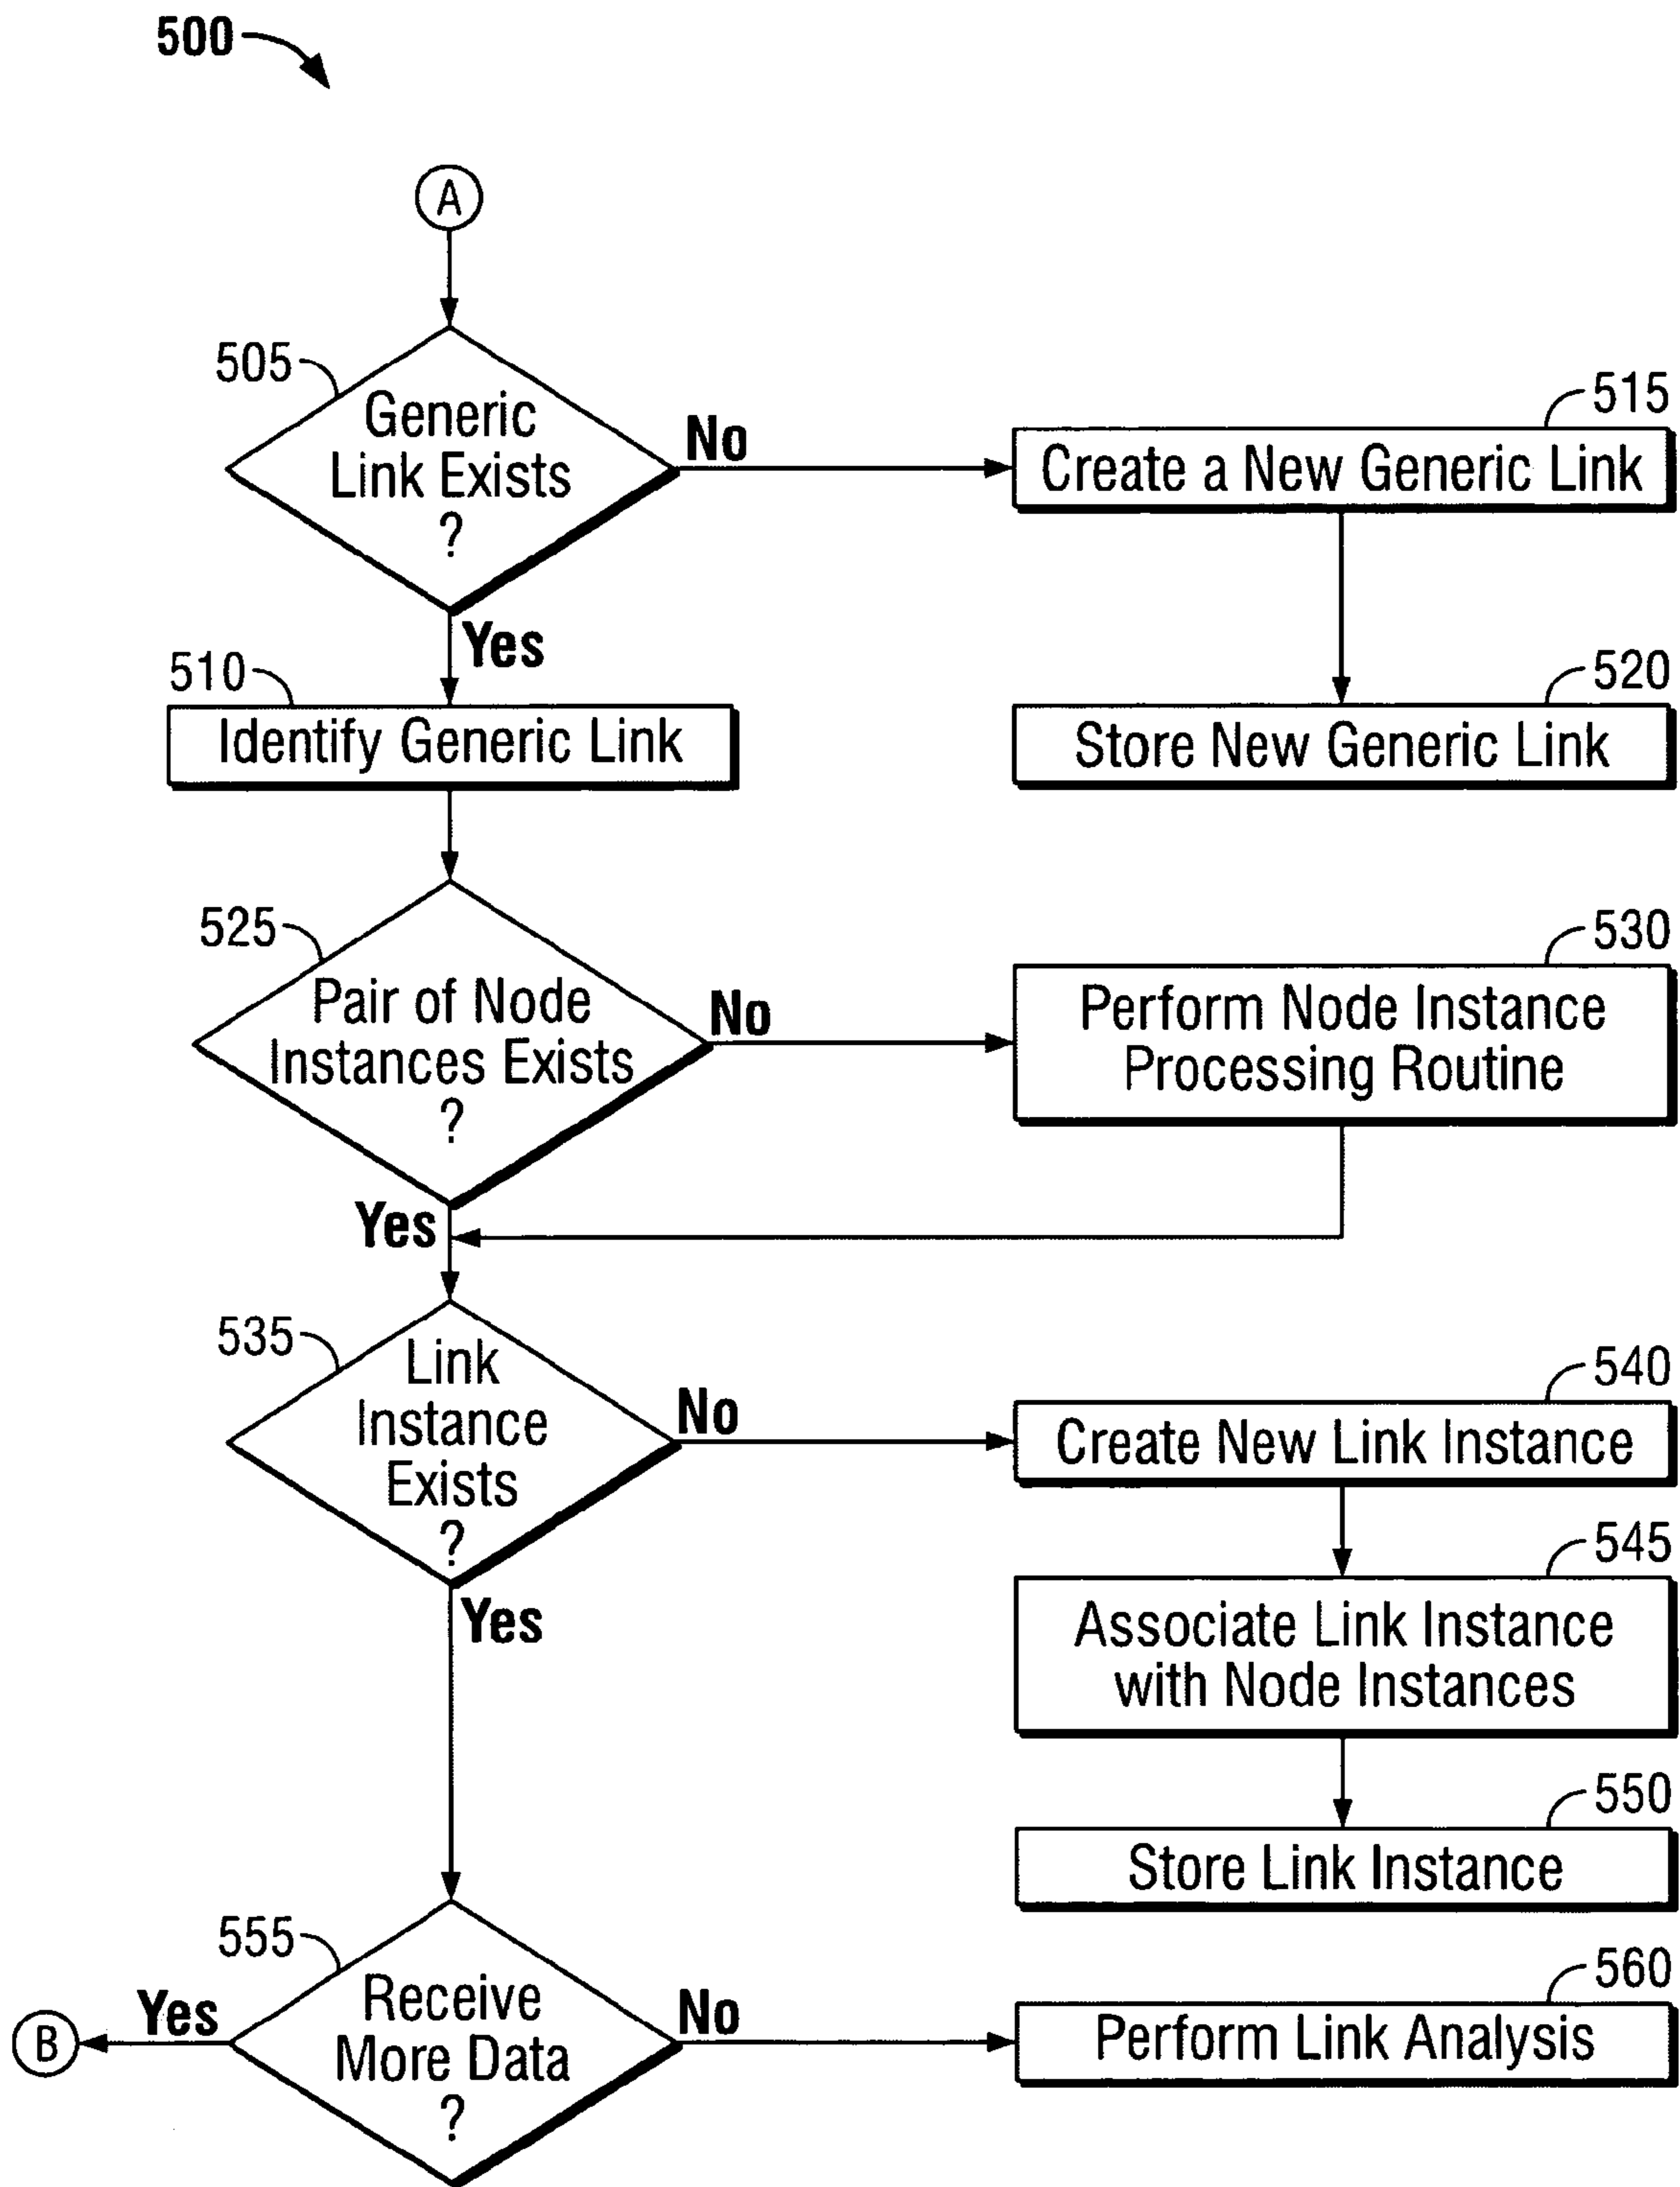 500
A
505
Generic
Link Exists
?
No
515
Create a New Generic Link
Yes
510
Identify Generic Link
520
Store New Generic Link
525
Pair of Node
Instances Exists
?
No
530
Perform Node Instance
Processing Routine
Yes
535
Link
Instance
Exists
?
No
540
Create New Link Instance
545
Associate Link Instance
with Node Instances
Yes
550
Store Link Instance
555
Receive
More Data
?
Yes
B
No
560
Perform Link Analysis